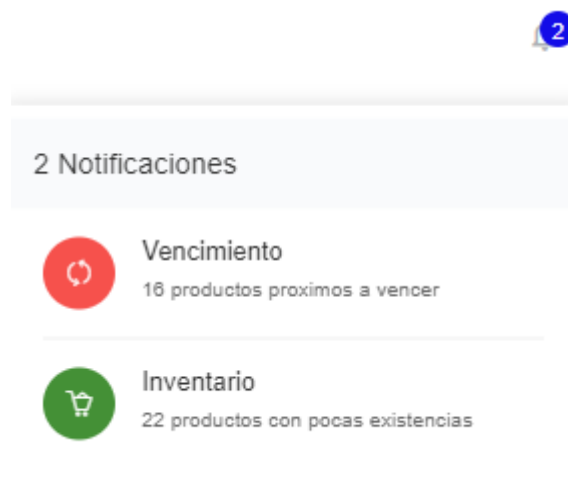 2
2 Notificaciones
Vencimiento
16 productos proximos a vencer
Inventario
22 productos con pocas existencias